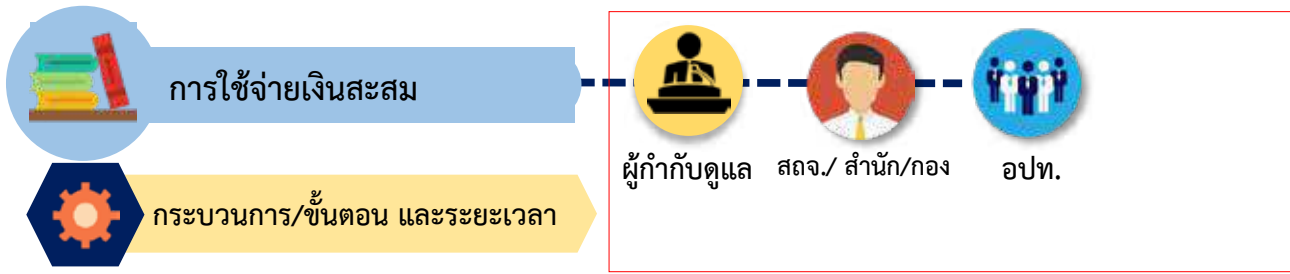 การใช้จ่ายเงินสะสม
ผู้กำกับดูแล
สถจ./ สำนัก/กอง
อปท.
กระบวนการ/ขั้นตอน และระยะเวลา